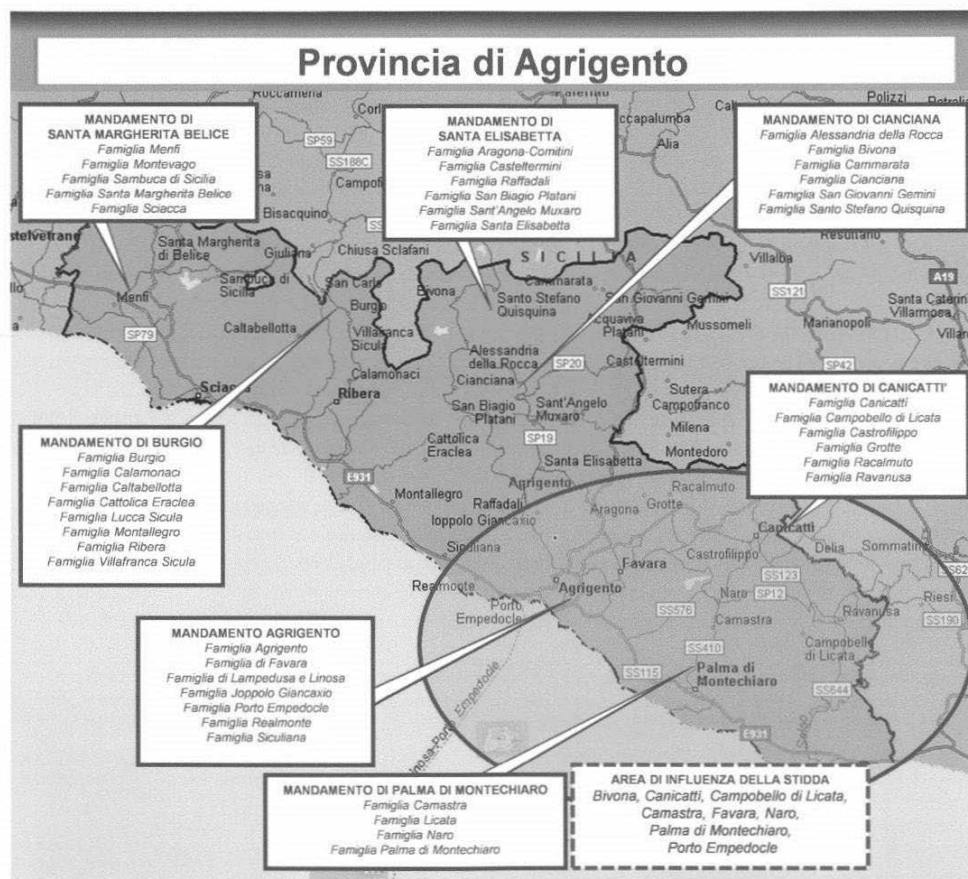 Provincia di Agrigento
MANDAMENTO DI
SANTA MARGHERITA BELICE
Famiglia Menfi
Famiglia Montevago
Famiglia Sambuca di Sicilia
Famiglia Santa Margherita Belice
Famiglia Sciacca
MANDAMENTO DI
SANTA ELISABETTA
Famiglia Aragona-Comitini
Famiglia Casteltermini
Famiglia Raffadali
Famiglia San Biagio Platani
Famiglia Sant'Angelo Muxaro
Famiglia Santa Elisabetta
MANDAMENTO DI CIANCIANA
Famiglia Alessandria della Rocca
Famiglia Bivona
Famiglia Cammarata
Famiglia Cianciana
Famiglia San Giovanni Gemini
Famiglia Santo Stefano Quisquina
Roccamena
SP59
SS188C
Bisacquino
Alia
Polizzi
Santa Margherita
di Belice
Giuliana
Chiusa Sclafani
SICILIA
Resuttano
Villalba
A19
Menfi
Sambuca di
Sicilia
San Carlo
Burgio
Bivona
Cammarata
Santo Stefano
Quisquina
San Giovanni Gemini
SS121
Santa Caterina
Villarmosa
SP79
Caltabellotta
Villafranca
Sicula
Acquaviva
Platani
Mussomeli
Marianopoli
Alessandria
della Rocca
SP20
Casteltermini
SP42
Sciacca
Calamonaci
Ribera
Cianciana
San Biagio
Platani
Sant'Angelo
Muxaro
Sutera
Campofranco
Milena
Montedoro
MANDAMENTO DI CANICATTI'
Famiglia Canicatti
Famiglia Campobello di Licata
Famiglia Castrofilippo
Famiglia Grotte
Famiglia Racalmuto
Famiglia Ravanusa
MANDAMENTO DI BURGIO
Famiglia Burgio
Famiglia Calamonaci
Famiglia Caltabellotta
Famiglia Cattolica Eraclea
Famiglia Lucca Sicula
Famiglia Montallegro
Famiglia Ribera
Famiglia Villafranca Sicula
Cattolica
Eraclea
SP19
Santa Elisabetta
E931
Montallegro
Agrigento
Raffadali
Ioppolo Giancaxio
Aragona
Racalmuto
Grotte
Siculiana
Canicatti
Castrofilippo
Delia
Sommatino
Realmonte
Agrigento
Favara
SS123
SP12
Naro
Riesi
SS190
Porto
Empedocle
SS576
Camastra
Ravanusa
SS410
Campobello
di Licata
SS115
Palma di
Montechiaro
SS644
Salso
E931
MANDAMENTO AGRIGENTO
Famiglia Agrigento
Famiglia di Favara
Famiglia di Lampedusa e Linosa
Famiglia Joppolo Giancaxio
Famiglia Porto Empedocle
Famiglia Realmonte
Famiglia Siculiana
MANDAMENTO DI PALMA DI MONTECHIARO
Famiglia Camastra
Famiglia Licata
Famiglia Naro
Famiglia Palma di Montechiaro
AREA DI INFLUENZA DELLA STIDDA
Bivona, Canicatti, Campobello di Licata,
Camastra, Favara, Naro,
Palma di Montechiaro,
Porto Empedocle